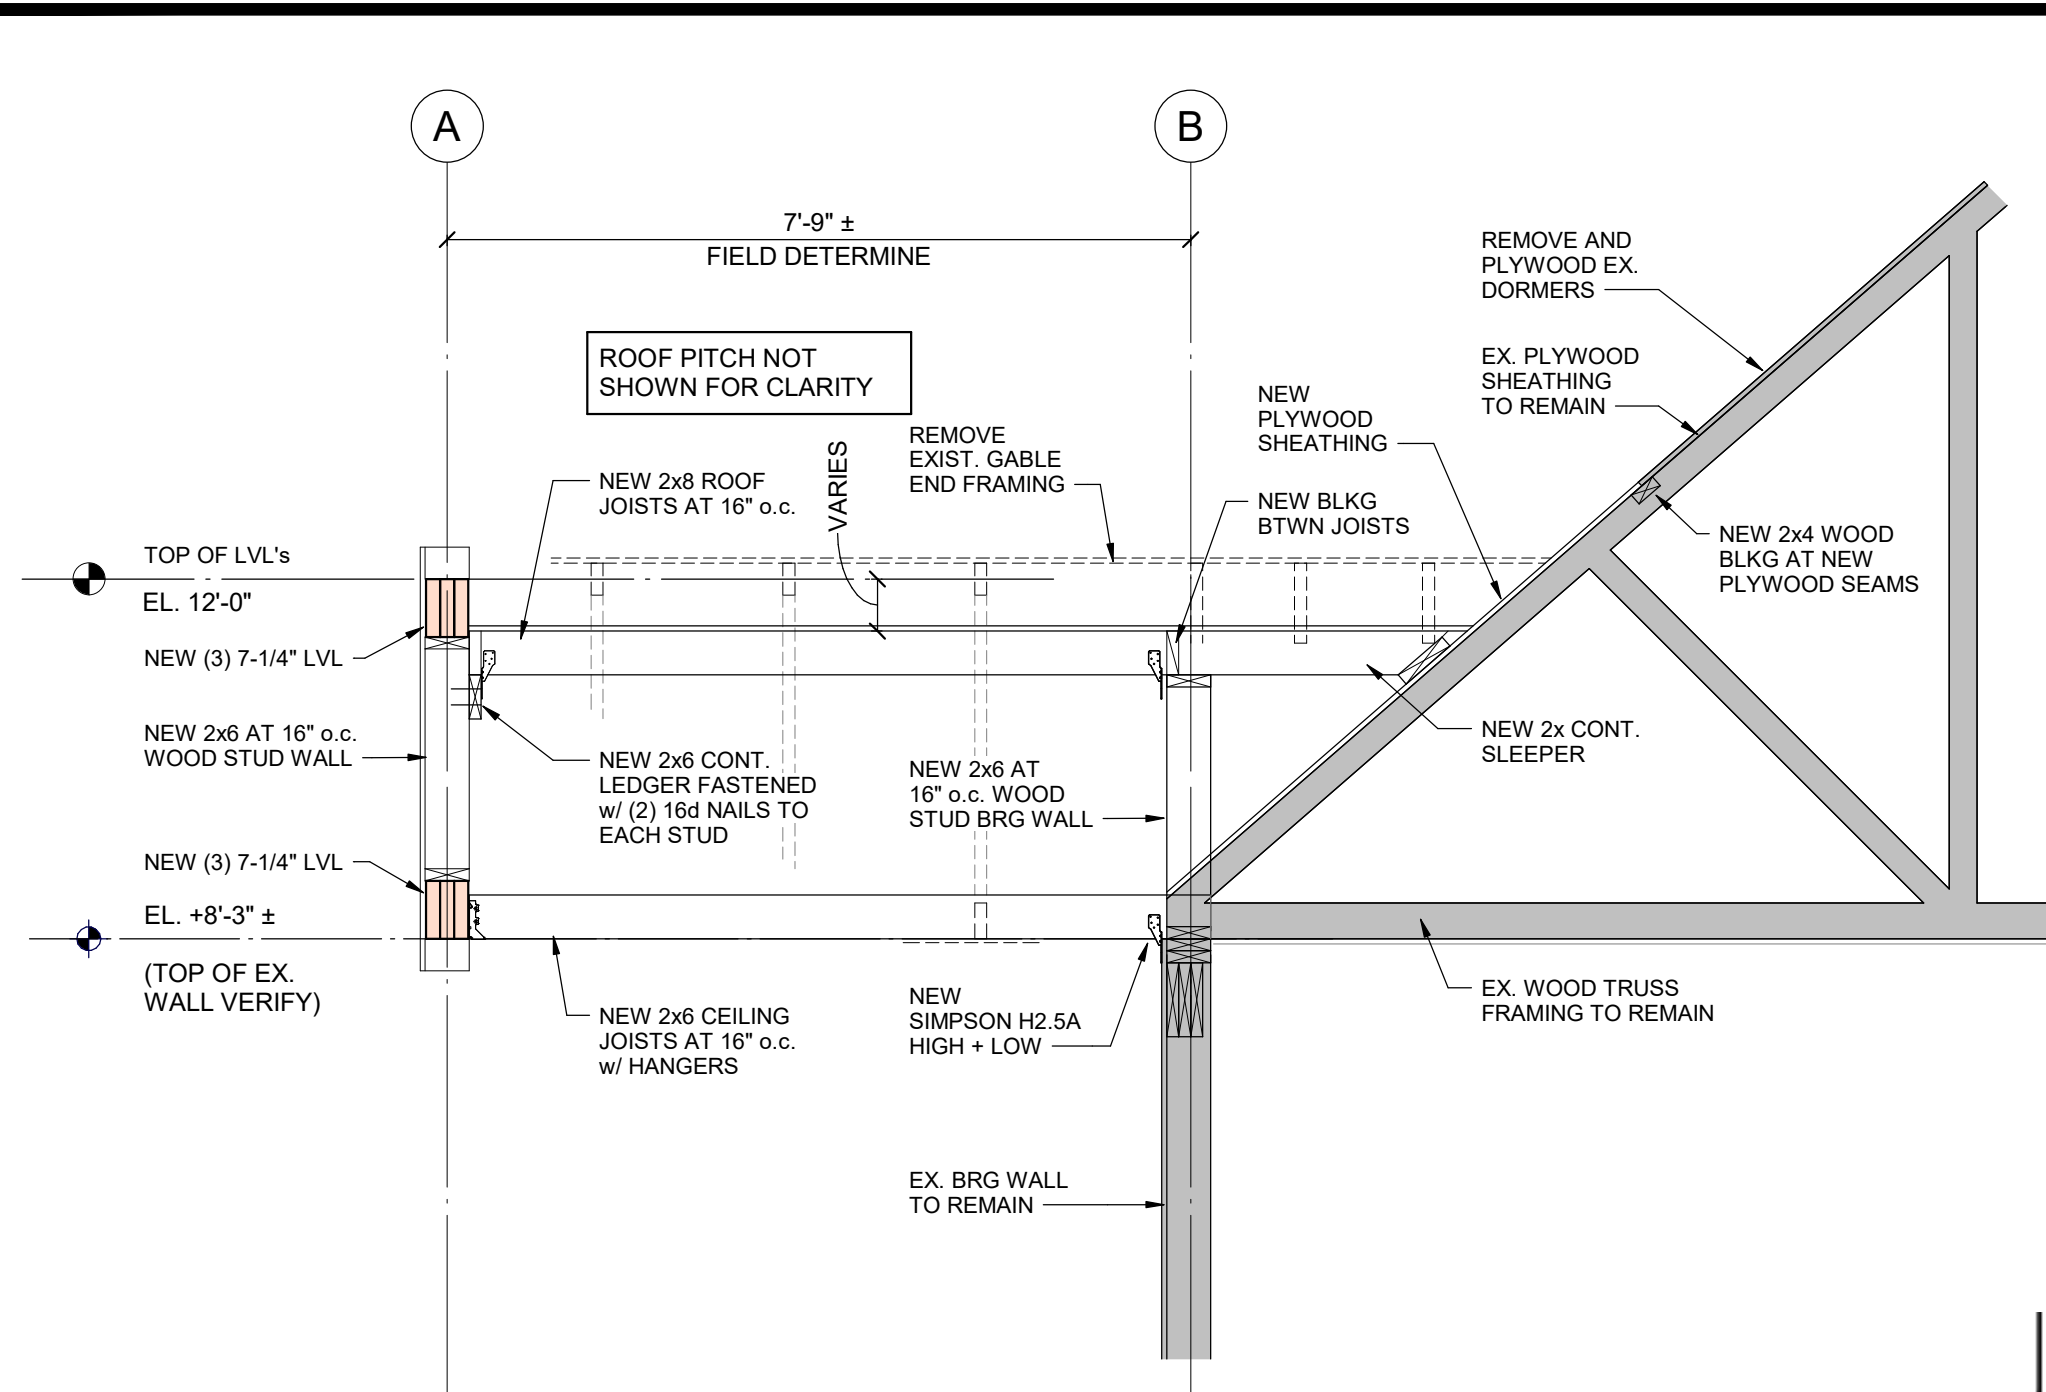 A
B
7'-9" ±
FIELD DETERMINE
ROOF PITCH NOT
SHOWN FOR CLARITY
REMOVE AND
PLYWOOD EX.
DORMERS
EX. PLYWOOD
SHEATHING
TO REMAIN
NEW
PLYWOOD
SHEATHING
REMOVE
EXIST. GABLE
END FRAMING
VARIES
NEW 2x8 ROOF
JOISTS AT 16" o.c.
NEW BLKG
BTWN JOISTS
NEW 2x4 WOOD
BLKG AT NEW
PLYWOOD SEAMS
TOP OF LVL's
EL. 12'-0"
NEW (3) 7-1/4" LVL
NEW 2x6 AT 16" o.c.
WOOD STUD WALL
NEW 2x6 CONT.
LEDGER FASTENED
w/ (2) 16d NAILS TO
EACH STUD
NEW 2x6 AT
16" o.c. WOOD
STUD BRG WALL
NEW 2x CONT.
SLEEPER
NEW (3) 7-1/4" LVL
EL. +8'-3" ±
(TOP OF EX.
WALL VERIFY)
NEW 2x6 CEILING
JOISTS AT 16" o.c.
w/ HANGERS
NEW
SIMPSON H2.5A
HIGH + LOW
EX. WOOD TRUSS
FRAMING TO REMAIN
EX. BRG WALL
TO REMAIN